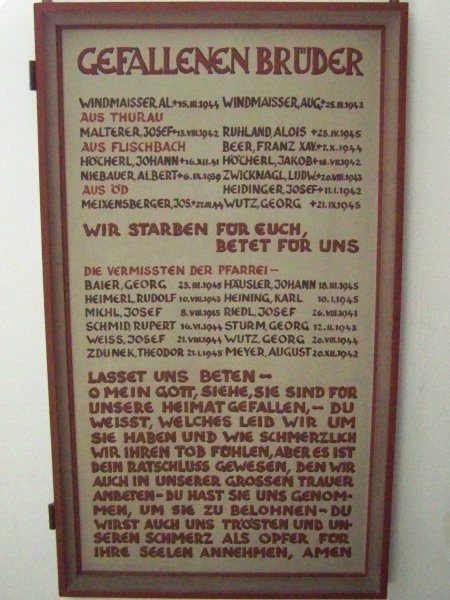 GEFALLENEN BRÜDER
WINDMAISSER, AL.+15.III.1944 WINDMAISSER, AUG.+25.III.1942
AUS THURAU
MALTERER, JOSEF+13.VIII.1942 RUHLAND, ALOIS +23.IV.1945
AUS FLISCHBACH BEER, FRANZ XAV.+7.X.1944
HÖCHERL, JOHANN+16.XII.41 HÖCHERL, JAKOB+18.VII.1942
NIEBAUER, ALBERT+6.IX.1939 ZWICKNAGL, LUDW.+20.VIII.1943
AUS ÖD HEIDINGER, JOSEF+11.I.1942
MEIXENSBERGER, JOS.+27.III.44 WUTZ, GEORG +21.IX.1945
WIR STARBEN FÜR EUCH,
BETET FÜR UNS
DIE VERMISSTEN DER PFARREI–
BAIER, GEORG 23.III.1945 HÄUSLER, JOHANN 18.III.1945
HEIMERL, RUDOLF 10.VIII.1943 HEINING, KARL 10.I.1945
MICHL, JOSEF 8.VIII.1945 RIEDL, JOSEF 26.VIII.1941
SCHMID, RUPERT 16.VI.1944 STURM, GEORG 12.II.1943
WEISS, JOSEF 21.VIII.1944 WUTZ, GEORG 20.VIII.1944
ZDUNEK, THEODOR 21.I.1945 MEYER, AUGUST 20.XII.1942
LASSET UNS BETEN –
O MEIN GOTT, SIEHE, SIE SIND FÜR
UNSERE HEIMAT GEFALLEN, – DU
WEISST, WELCHES LEID WIR UM
SIE HABEN UND WIE SCHMERZLICH
WIR IHREN TOD FÜHLEN, ABER ES IST
DEIN RATSCHLUSS GEWESEN, DEN WIR
AUCH IN UNSERER GROSSEN TRAUER
ANBETEN – DU HAST SIE UNS GENOM-
MEN, UM SIE ZU BELOHNEN – DU
WIRST AUCH UNS TRÖSTEN UND UN-
SEREN SCHMERZ ALS OPFER FÜR
IHRE SEELEN ANNEHMEN, AMEN